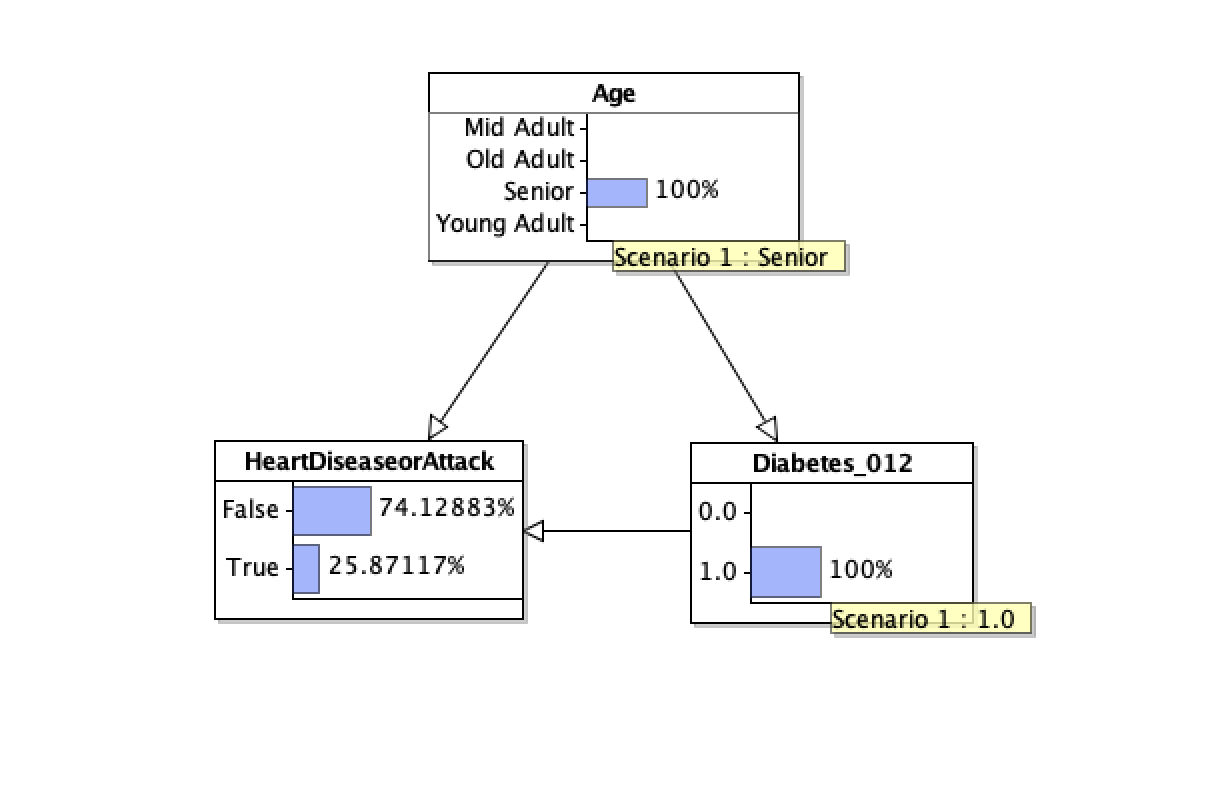 Age
Mid Adult
Old Adult
Senior 100%
Young Adult
Scenario 1 : Senior
HeartDiseaseorAttack
False 74.12883%
True 25.87117%
Diabetes_012
0.0
1.0 100%
Scenario 1 : 1.0